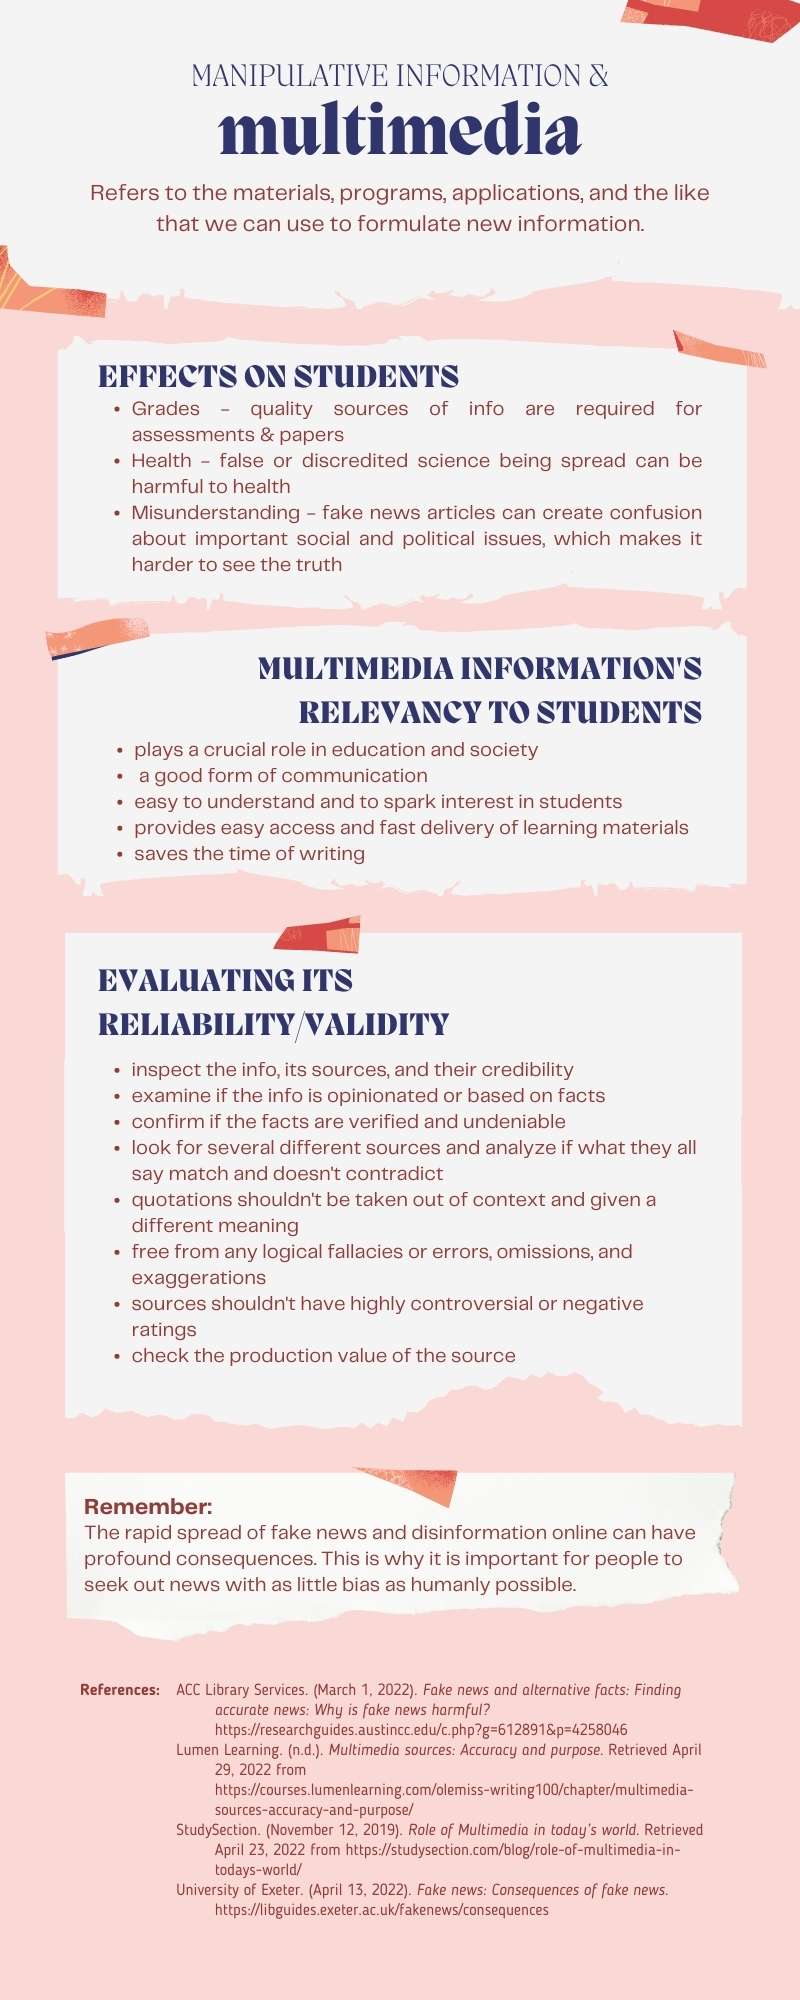 MANIPULATIVE INFORMATION &
multimedia
Refers to the materials, programs, applications, and the like
that we can use to formulate new information.
EFFECTS ON STUDENTS
• Grades - quality sources of info are required for
assessments & papers
• Health - false or discredited science being spread can be
harmful to health
• Misunderstanding - fake news articles can create confusion
about important social and political issues, which makes it
harder to see the truth
MULTIMEDIA INFORMATION'S
RELEVANCY TO STUDENTS
• plays a crucial role in education and society
• a good form of communication
• easy to understand and to spark interest in students
• provides easy access and fast delivery of learning materials
• saves the time of writing
EVALUATING ITS
RELIABILITY/VALIDITY
• inspect the info, its sources, and their credibility
• examine if the info is opinionated or based on facts
• confirm if the facts are verified and undeniable
• look for several different sources and analyze if what they all
say match and doesn't contradict
• quotations shouldn't be taken out of context and given a
different meaning
• free from any logical fallacies or errors, omissions, and
exaggerations
• sources shouldn't have highly controversial or negative
ratings
• check the production value of the source
Remember:
The rapid spread of fake news and disinformation online can have
profound consequences. This is why it is important for people to
seek out news with as little bias as humanly possible.
References: ACC Library Services. (March 1, 2022). Fake news and alternative facts: Finding
accurate news: Why is fake news harmful?
https://researchguides.austincc.edu/c.php?g=612891&p=4258046
Lumen Learning. (n.d.). Multimedia sources: Accuracy and purpose. Retrieved April
29, 2022 from
https://courses.lumenlearning.com/olemiss-writing100/chapter/multimedia-
sources-accuracy-and-purpose/
StudySection. (November 12, 2019). Role of Multimedia in today's world. Retrieved
April 23, 2022 from https://studysection.com/blog/role-of-multimedia-in-
todays-world/
University of Exeter. (April 13, 2022). Fake news: Consequences of fake news.
https://libguides.exeter.ac.uk/fakenews/consequences